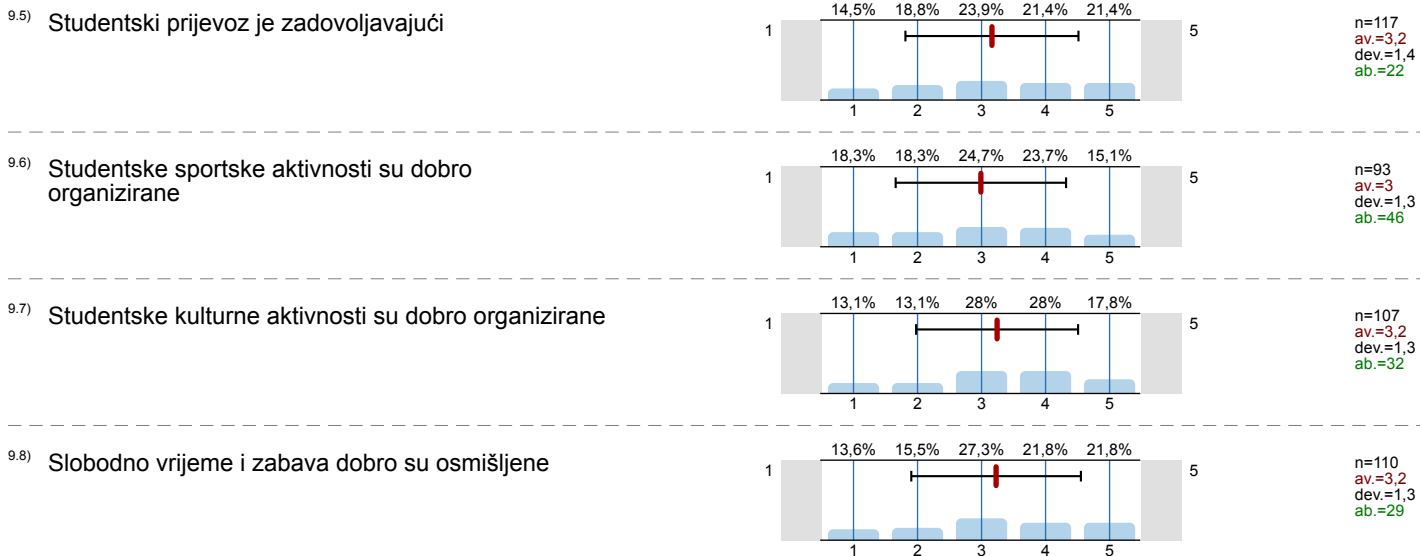 9.5) Studentski prijevoz je zadovoljavajući
14,5% 18,8% 23,9% 21,4% 21,4%
1 5
1 2 3 4 5
n=117
av.=3,2
dev.=1,4
ab.=22
9.6) Studentske sportske aktivnosti su dobro
organizirane
18,3% 18,3% 24,7% 23,7% 15,1%
1 5
1 2 3 4 5
n=93
av.=3
dev.=1,3
ab.=46
9.7) Studentske kulturne aktivnosti su dobro organizirane
13,1% 13,1% 28% 28% 17,8%
1 5
1 2 3 4 5
n=107
av.=3,2
dev.=1,3
ab.=32
9.8) Slobodno vrijeme i zabava dobro su osmišljene
13,6% 15,5% 27,3% 21,8% 21,8%
1 5
1 2 3 4 5
n=110
av.=3,2
dev.=1,3
ab.=29